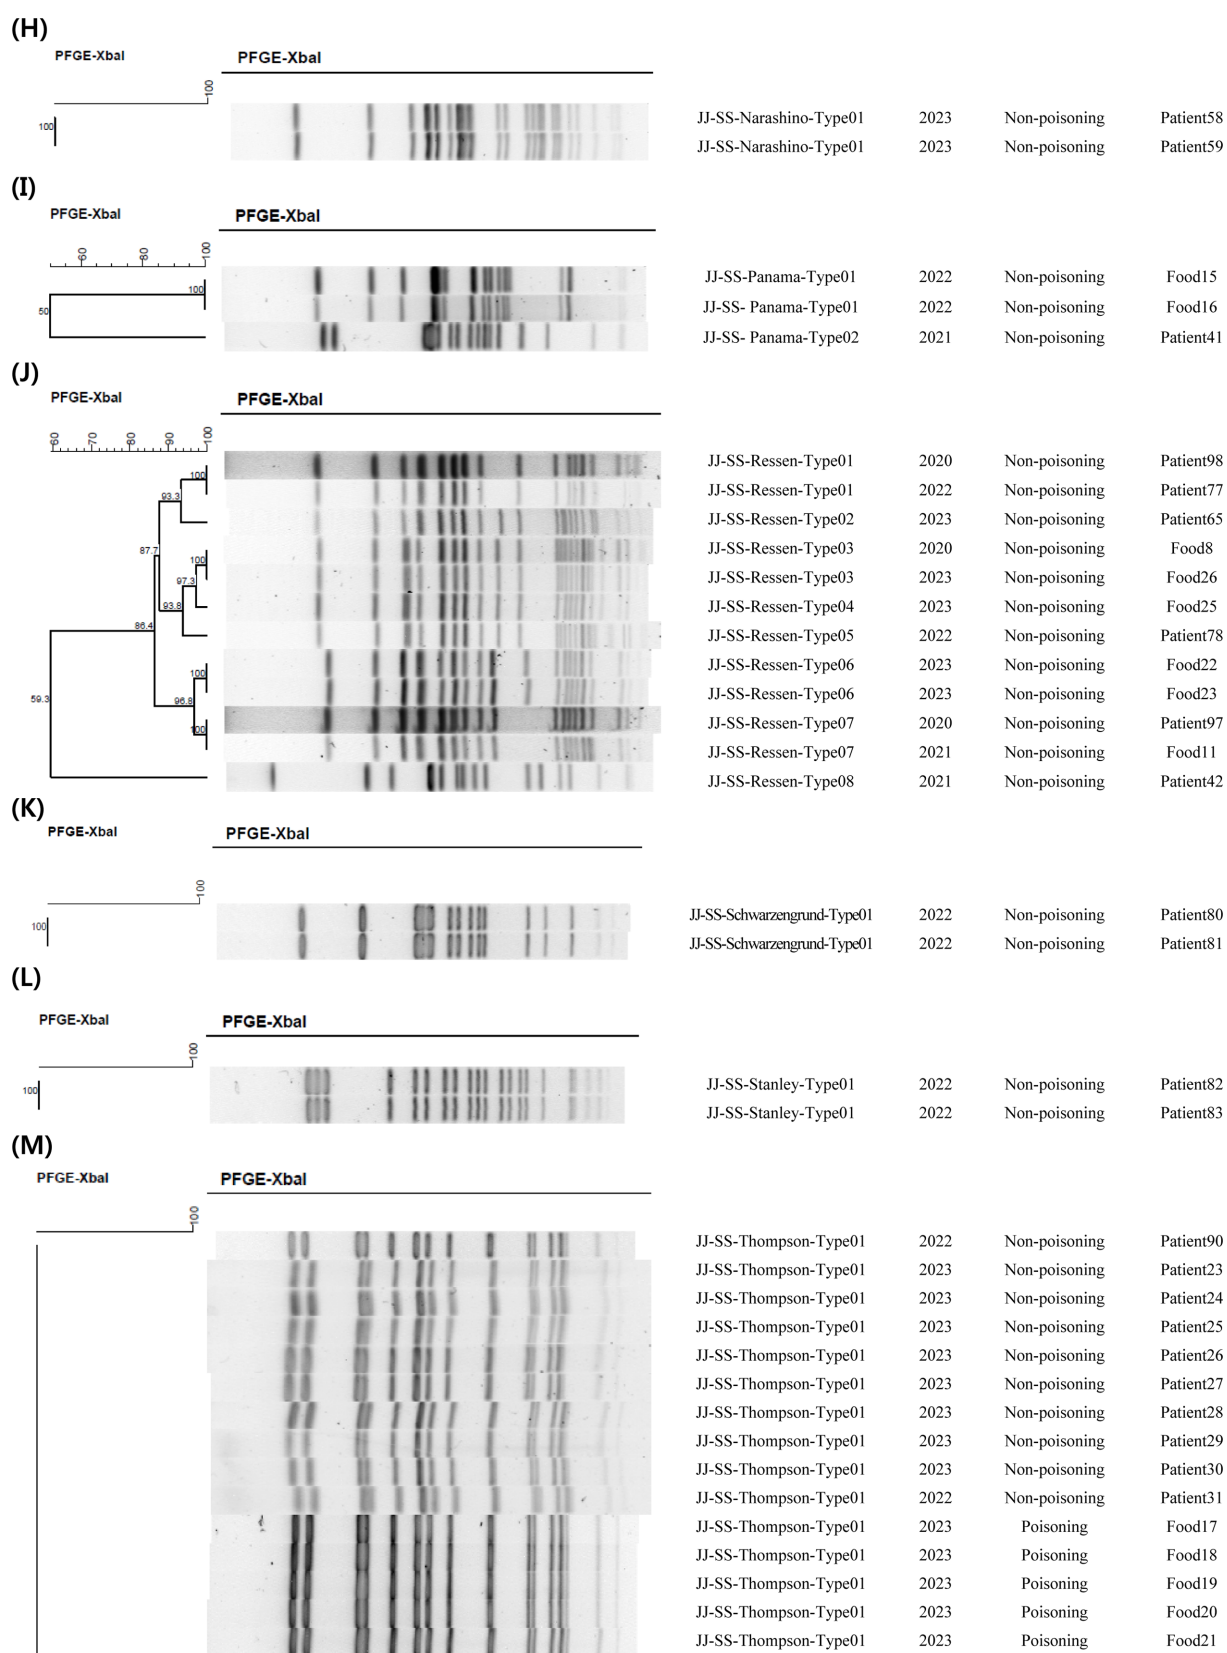 (H)
PFGE-XbaI PFGE-XbaI
100
100 JJ-SS-Narashino-Type01 2023 Non-poisoning Patient58
JJ-SS-Narashino-Type01 2023 Non-poisoning Patient59
(I)
PFGE-XbaI PFGE-XbaI
60 80 100
100 JJ-SS-Panama-Type01 2022 Non-poisoning Food15
50 JJ-SS- Panama-Type01 2022 Non-poisoning Food16
JJ-SS- Panama-Type02 2021 Non-poisoning Patient41
(J)
PFGE-XbaI PFGE-XbaI
60 70 80 90 100
100 JJ-SS-Ressen-Type01 2020 Non-poisoning Patient98
93.3 JJ-SS-Ressen-Type01 2022 Non-poisoning Patient77
JJ-SS-Ressen-Type02 2023 Non-poisoning Patient65
87.7 100 JJ-SS-Ressen-Type03 2020 Non-poisoning Food8
97.3 JJ-SS-Ressen-Type03 2023 Non-poisoning Food26
93.8 JJ-SS-Ressen-Type04 2023 Non-poisoning Food25
86.4 JJ-SS-Ressen-Type05 2022 Non-poisoning Patient78
100 JJ-SS-Ressen-Type06 2023 Non-poisoning Food22
59.3 96.8 JJ-SS-Ressen-Type06 2023 Non-poisoning Food23
100 JJ-SS-Ressen-Type07 2020 Non-poisoning Patient97
JJ-SS-Ressen-Type07 2021 Non-poisoning Food11
JJ-SS-Ressen-Type08 2021 Non-poisoning Patient42
(K)
PFGE-XbaI PFGE-XbaI
100
100 JJ-SS-Schwarzengrund-Type01 2022 Non-poisoning Patient80
JJ-SS-Schwarzengrund-Type01 2022 Non-poisoning Patient81
(L)
PFGE-XbaI PFGE-XbaI
100
100 JJ-SS-Stanley-Type01 2022 Non-poisoning Patient82
JJ-SS-Stanley-Type01 2022 Non-poisoning Patient83
(M)
PFGE-XbaI PFGE-XbaI
100
JJ-SS-Thompson-Type01 2022 Non-poisoning Patient90
JJ-SS-Thompson-Type01 2023 Non-poisoning Patient23
JJ-SS-Thompson-Type01 2023 Non-poisoning Patient24
JJ-SS-Thompson-Type01 2023 Non-poisoning Patient25
JJ-SS-Thompson-Type01 2023 Non-poisoning Patient26
JJ-SS-Thompson-Type01 2023 Non-poisoning Patient27
JJ-SS-Thompson-Type01 2023 Non-poisoning Patient28
JJ-SS-Thompson-Type01 2023 Non-poisoning Patient29
JJ-SS-Thompson-Type01 2023 Non-poisoning Patient30
JJ-SS-Thompson-Type01 2022 Non-poisoning Patient31
JJ-SS-Thompson-Type01 2023 Poisoning Food17
JJ-SS-Thompson-Type01 2023 Poisoning Food18
JJ-SS-Thompson-Type01 2023 Poisoning Food19
JJ-SS-Thompson-Type01 2023 Poisoning Food20
JJ-SS-Thompson-Type01 2023 Poisoning Food21